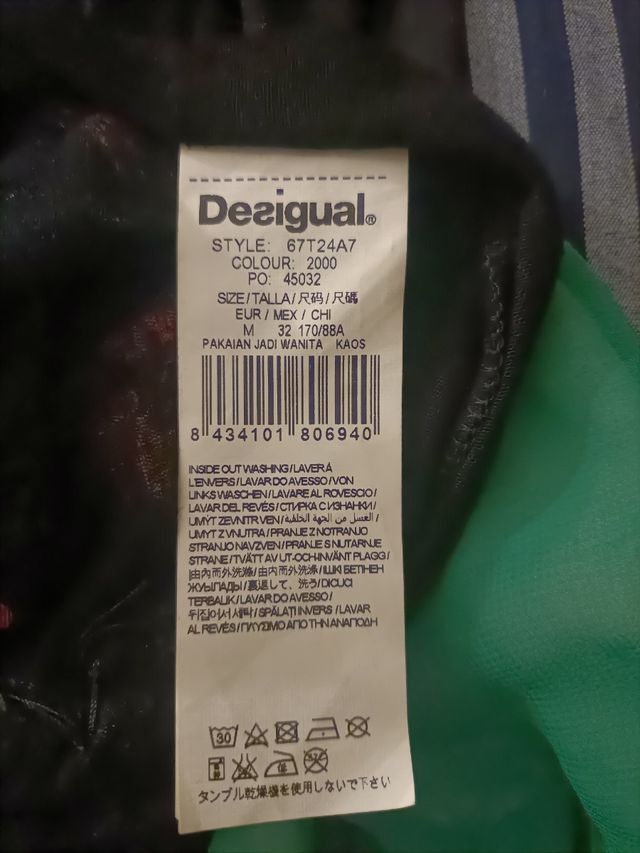 Desigual®
STYLE: 67T24A7
COLOUR: 2000
PO: 45032
SIZE/TALLA/尺码/尺碼
EUR / MEX / CHI
M 32 170/88A
PAKAIAN JADI WANITA KAOS
8 434101 806940
INSIDE OUT WASHING / LAVER À
L'ENVERS / LAVAR DO AVESSO / VON
LINKS WASCHEN / LAVARE AL ROVESCIO /
LAVAR DEL REVÉS / СТИРКА С ИЗНАНКИ /
UMÝT ZEVNITR VEN / الغسل من الجهة الخلفية /
UMYT Z VNUTRA / PRANJE Z NOTRANJO
STRANJO NAVZVEN / PRANJE S NUTARNJE
STRANE / TVÄTT AV UT-OCH-INVÄNT PLAGG /
由內而外洗滌 / 由内而外洗涤 / ІШКІ БЕТІНЕН
ЖУЫЛАДЫ / 裏返して、洗う / DICUCI
TERBALIK / LAVAR DO AVESSO /
뒤집어서 세탁 / SPĂLAȚI INVERS / LAVAR
AL REVÉS / ΠΛΥΣΙΜΟ ΑΠΟ ΤΗΝ ΑΝΑΠΟΔΗ
30
低
タンブル乾燥機を使用しないで下さい